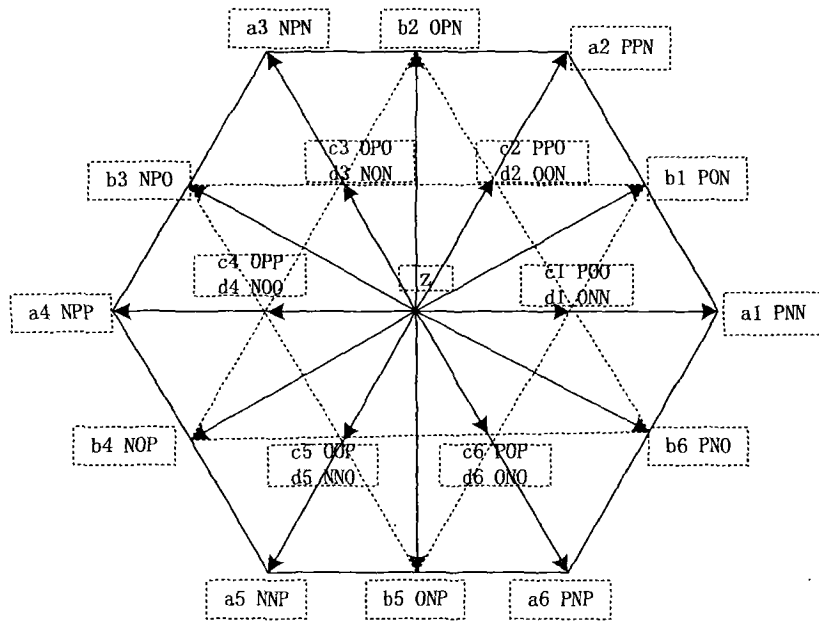 a3 NPN
b2 OPN
a2 PPN
c3 OPO
d3 NON
c2 PPO
d2 OON
b3 NPO
b1 PON
c4 OPP
d4 NOO
Z
c1 POO
d1 ONN
a4 NPP
a1 PNN
b4 NOP
c5 OOP
d5 NNO
c6 POP
d6 ONO
b6 PNO
a5 NNP
b5 ONP
a6 PNP